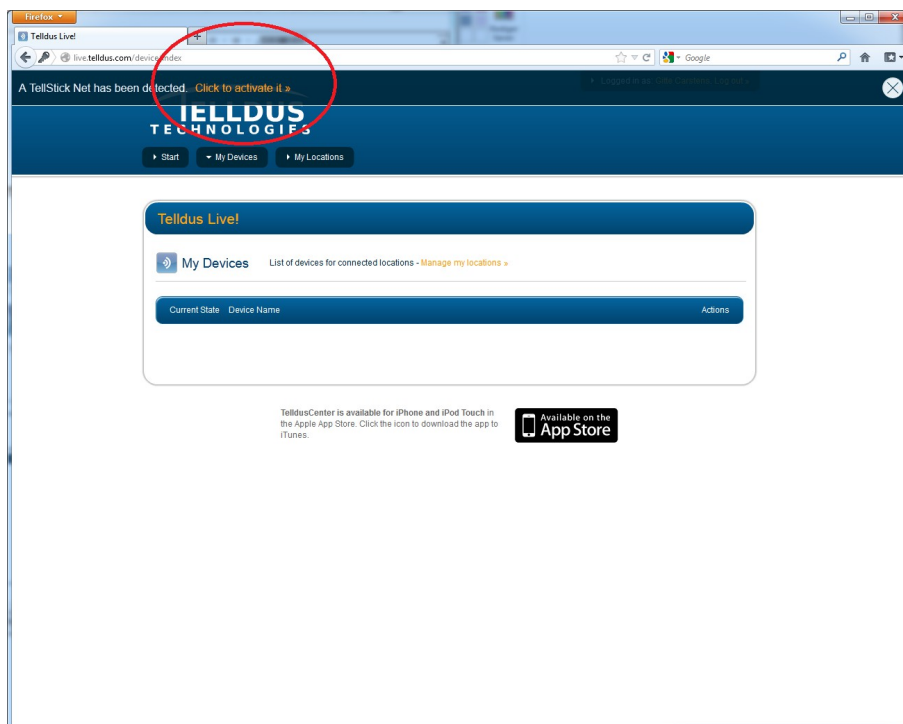 Firefox
Telldus Live!
live.telldus.com/device/index
Google
A TellStick Net has been detected. Click to activate it »
Logged in as:
TELLDUS
TECHNOLOGIES
Start
My Devices
My Locations
Telldus Live!
My Devices
List of devices for connected locations - Manage my locations »
Current State Device Name Actions
TelldusCenter is available for iPhone and iPod Touch in
the Apple App Store. Click the icon to download the app to
iTunes.
Available on the
App Store